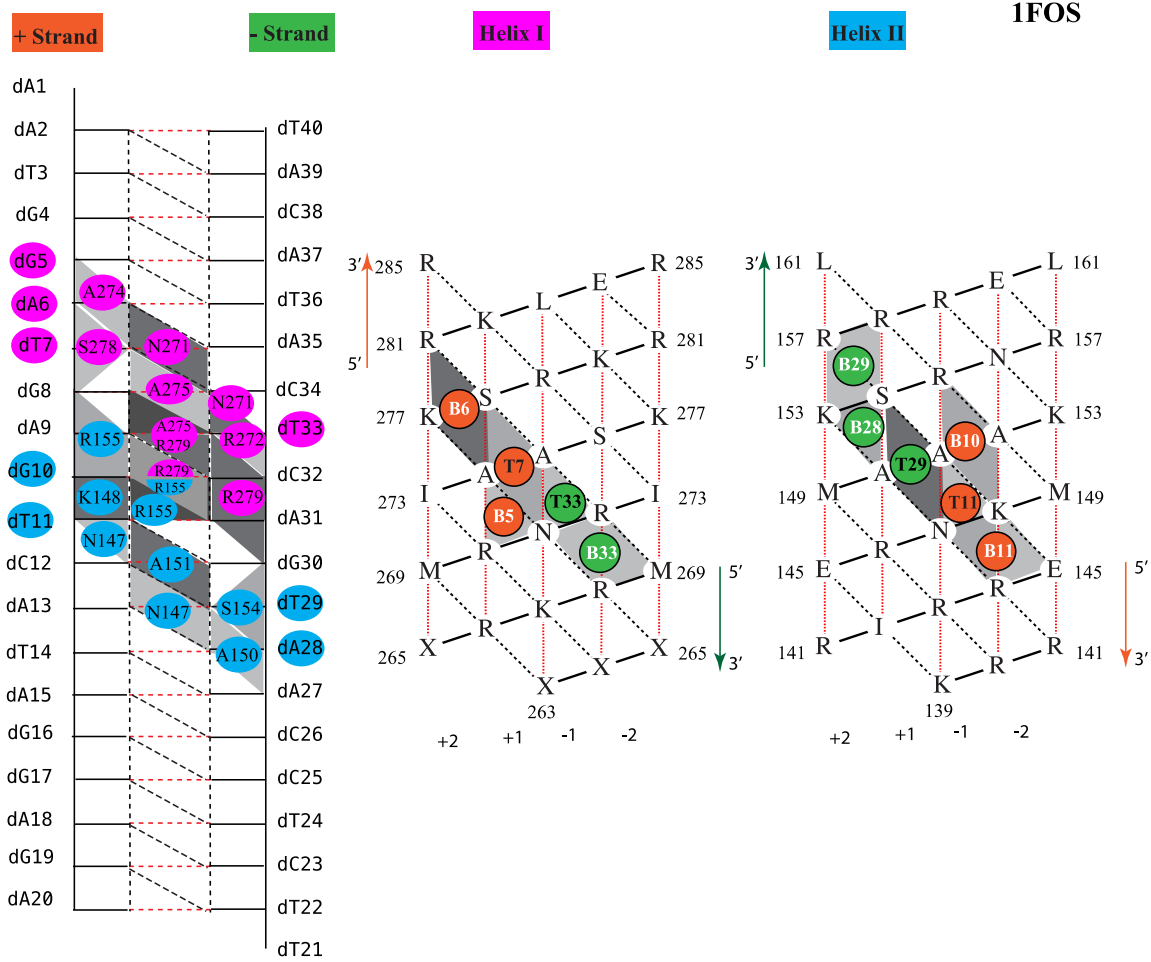 1FOS
+ Strand
- Strand
Helix I
Helix II
dA1
dA2
dT40
dT3
dA39
dG4
dC38
dG5
dA37
A274
dA6
dT36
dT7
S278
N271
dA35
dG8
A275
N271
dC34
dA9
R155
A275
R279
R272
dT33
dG10
R279
R155
dC32
K148
R155
R279
dT11
dA31
N147
dC12
A151
dG30
dA13
N147
S154
dT29
dT14
A150
dA28
dA15
dA27
dG16
dC26
dG17
dC25
dA18
dT24
dG19
dC23
dA20
dT22
dT21
3′
285
R
L
E
R
285
K
5′
281
R
K
R
281
S
R
B6
277
K
K
277
S
A
A
T7
273
I
I
273
T33
B5
R
N
R
B33
5′
269
M
M
269
R
K
R
265
X
X
265
3′
X
X
263
+2
+1
-1
-2
3′
161
L
E
L
161
R
R
5′
157
R
N
R
157
B29
S
R
153
K
K
153
B28
B10
A
A
T29
A
149
M
M
149
T11
K
R
N
B11
5′
145
E
E
145
R
I
R
141
R
R
141
3′
K
R
139
+2
+1
-1
-2